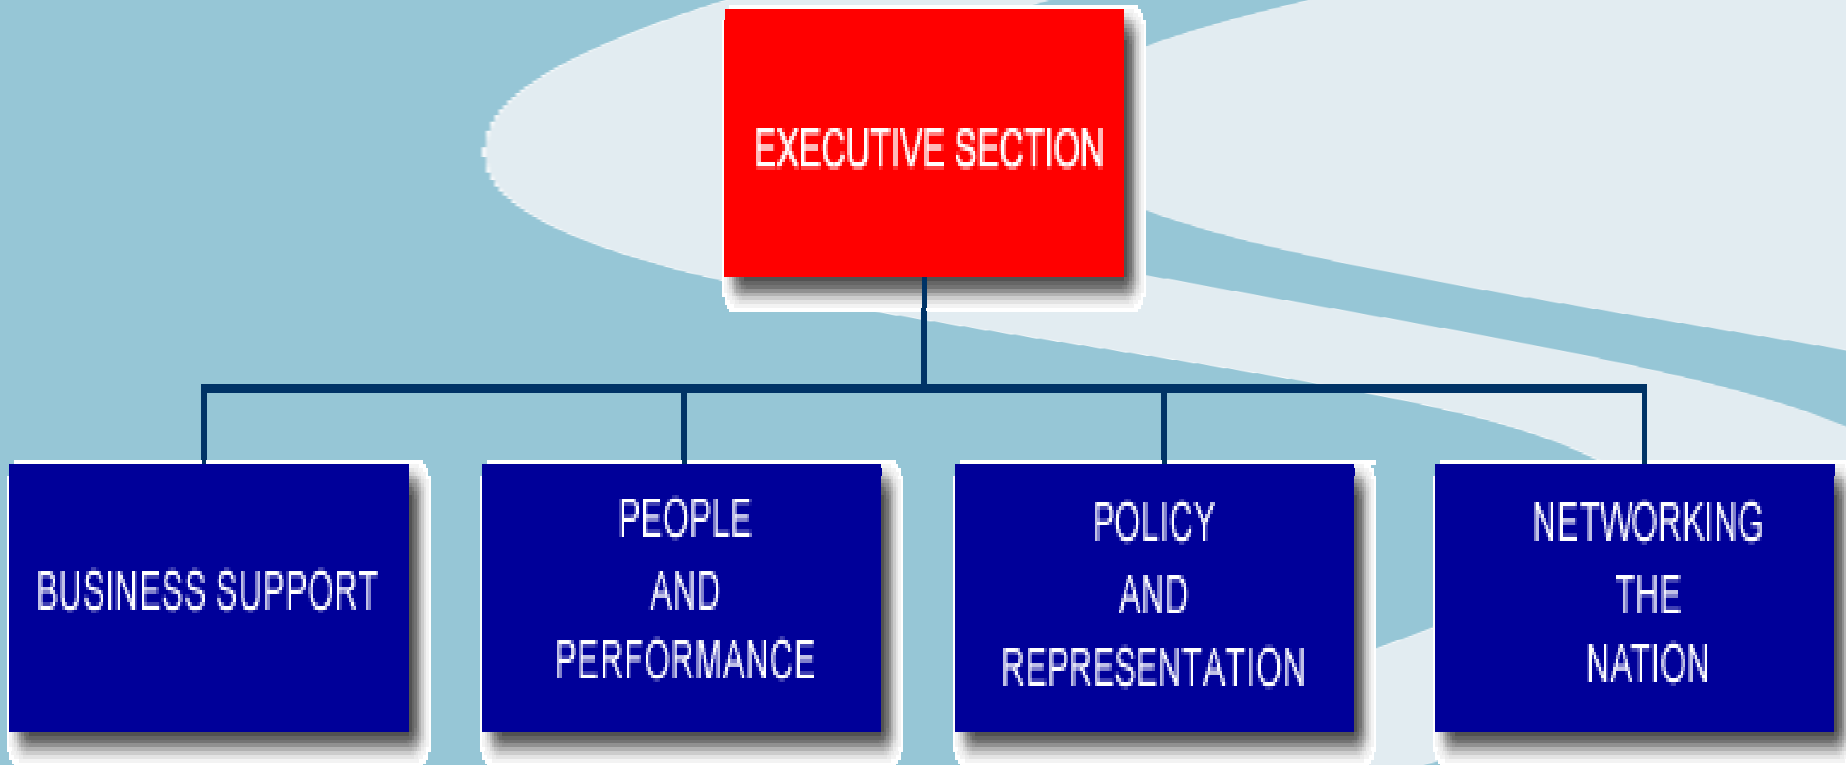 EXECUTIVE SECTION
BUSINESS SUPPORT
PEOPLE
AND
PERFORMANCE
POLICY
AND
REPRESENTATION
NETWORKING
THE
NATION